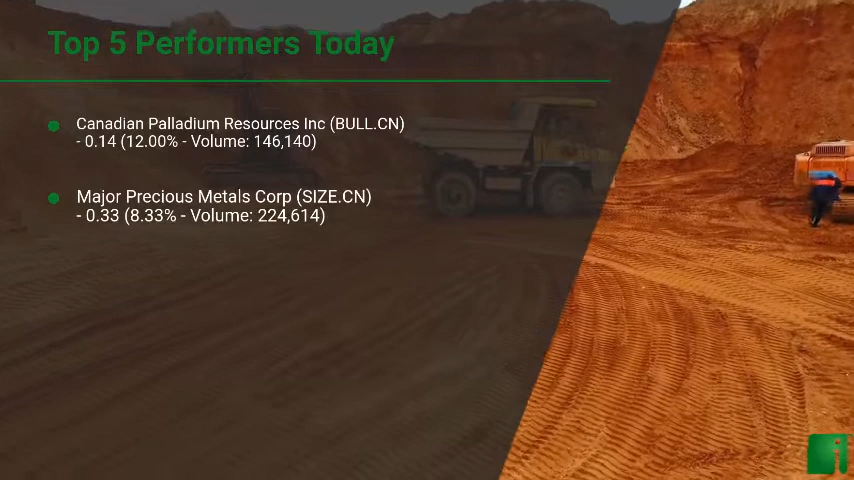 Top 5 Performers Today
Canadian Palladium Resources Inc (BULL.CN)
- 0.14 (12.00% - Volume: 146,140)
Major Precious Metals Corp (SIZE.CN)
- 0.33 (8.33% - Volume: 224,614)
i